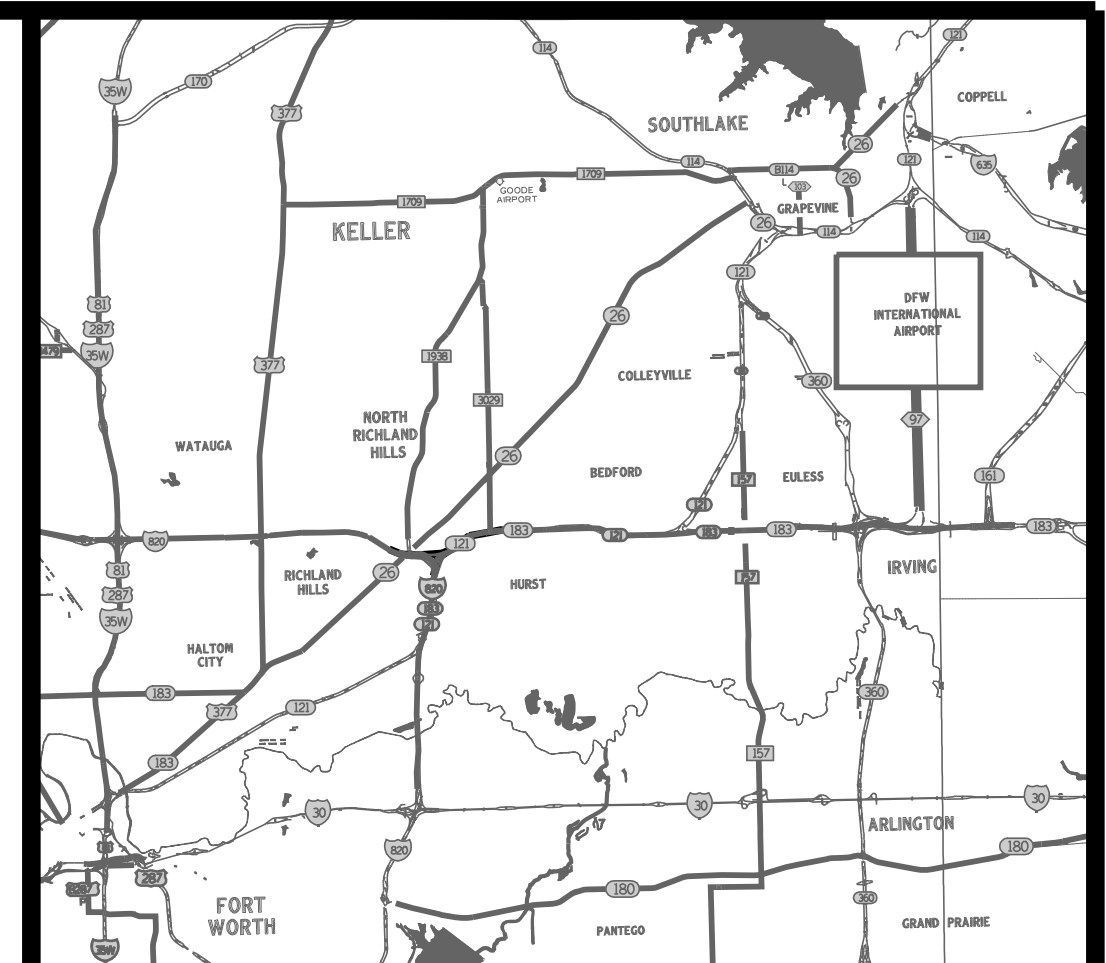 121
114
170
35W
COPPELL
377
SOUTHLAKE
26
121
114
635
B114
1709
26
103
GOODE
AIRPORT
1709
GRAPEVINE
26
KELLER
114
114
121
81
DFW
INTERNATIONAL
AIRPORT
287
26
35W
1938
377
COLLEYVILLE
360
3029
NORTH
RICHLAND
HILLS
97
WATAUGA
26
BEDFORD
EULESS
161
157
121
183
183
183
121
183
820
121
81
26
IRVING
RICHLAND
HILLS
157
HURST
820
287
183
35W
121
HALTOM
CITY
183
360
121
377
157
183
30
30
30
ARLINGTON
180
820
287
180
360
FORT
WORTH
GRAND PRAIRIE
PANTEGO
35W